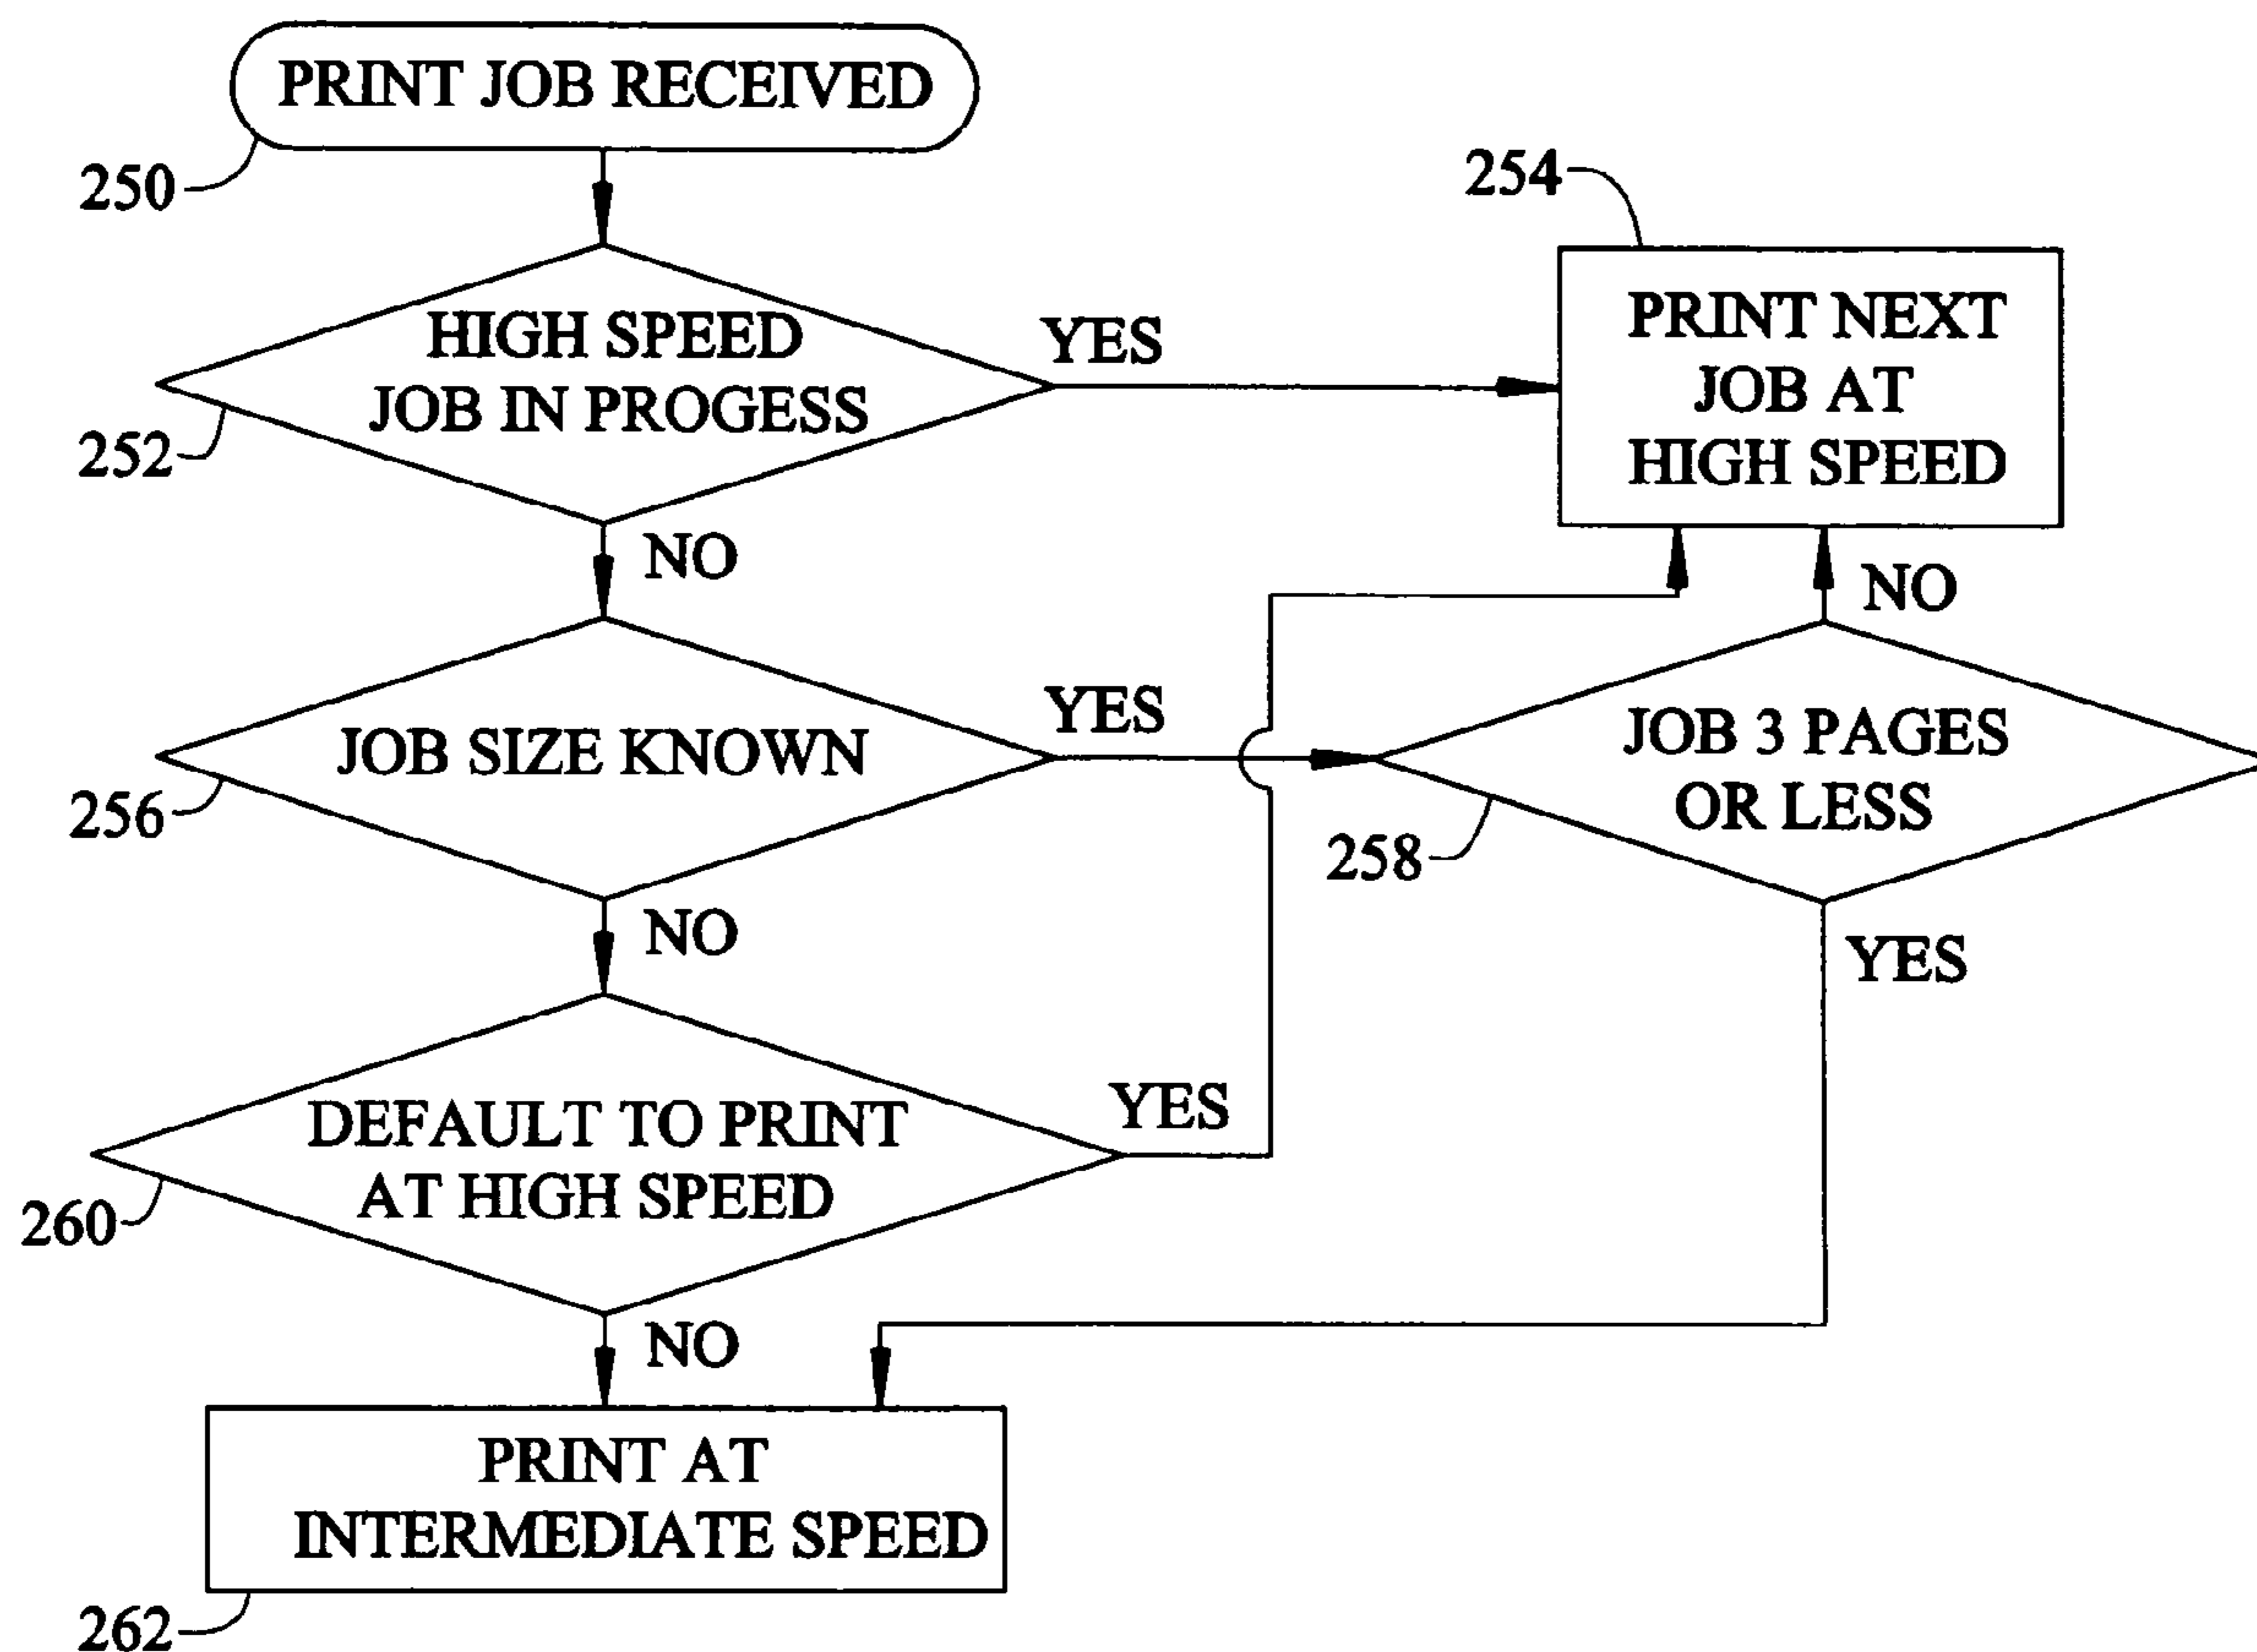 PRINT JOB RECEIVED
250
254
HIGH SPEED
JOB IN PROGESS
YES
252
PRINT NEXT
JOB AT
HIGH SPEED
NO
NO
JOB SIZE KNOWN
YES
256
JOB 3 PAGES
OR LESS
258
NO
YES
DEFAULT TO PRINT
AT HIGH SPEED
YES
260
NO
PRINT AT
INTERMEDIATE SPEED
262